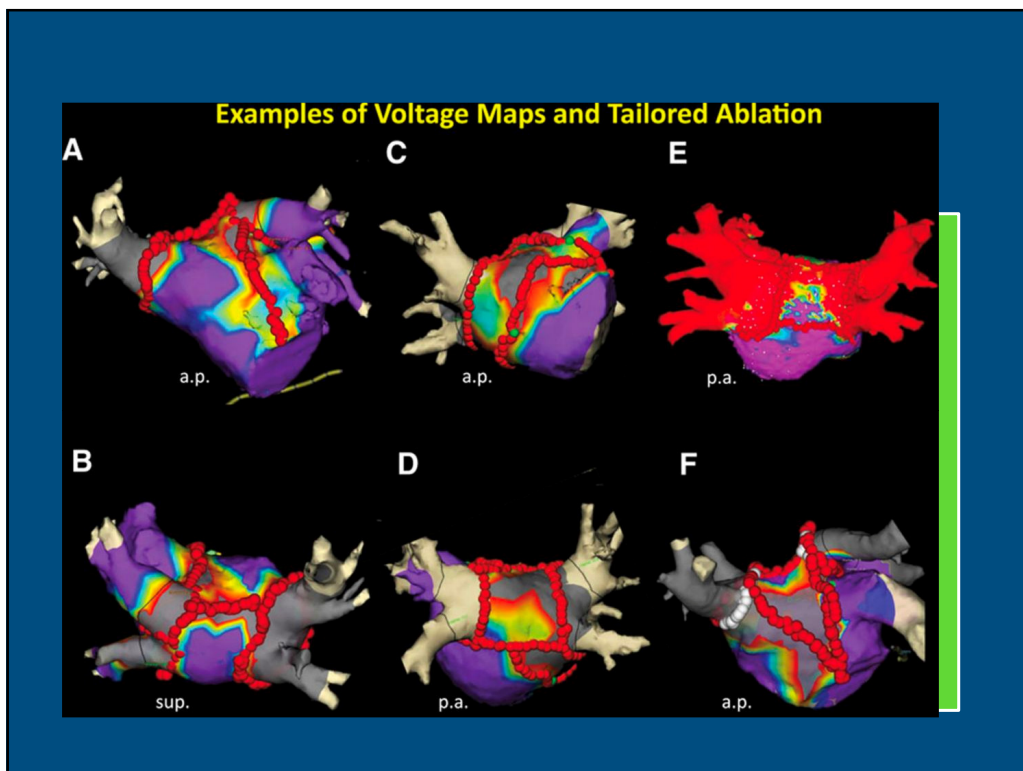 Examples of Voltage Maps and Tailored Ablation
A
C
E
a.p.
a.p.
p.a.
B
D
F
sup.
p.a.
a.p.